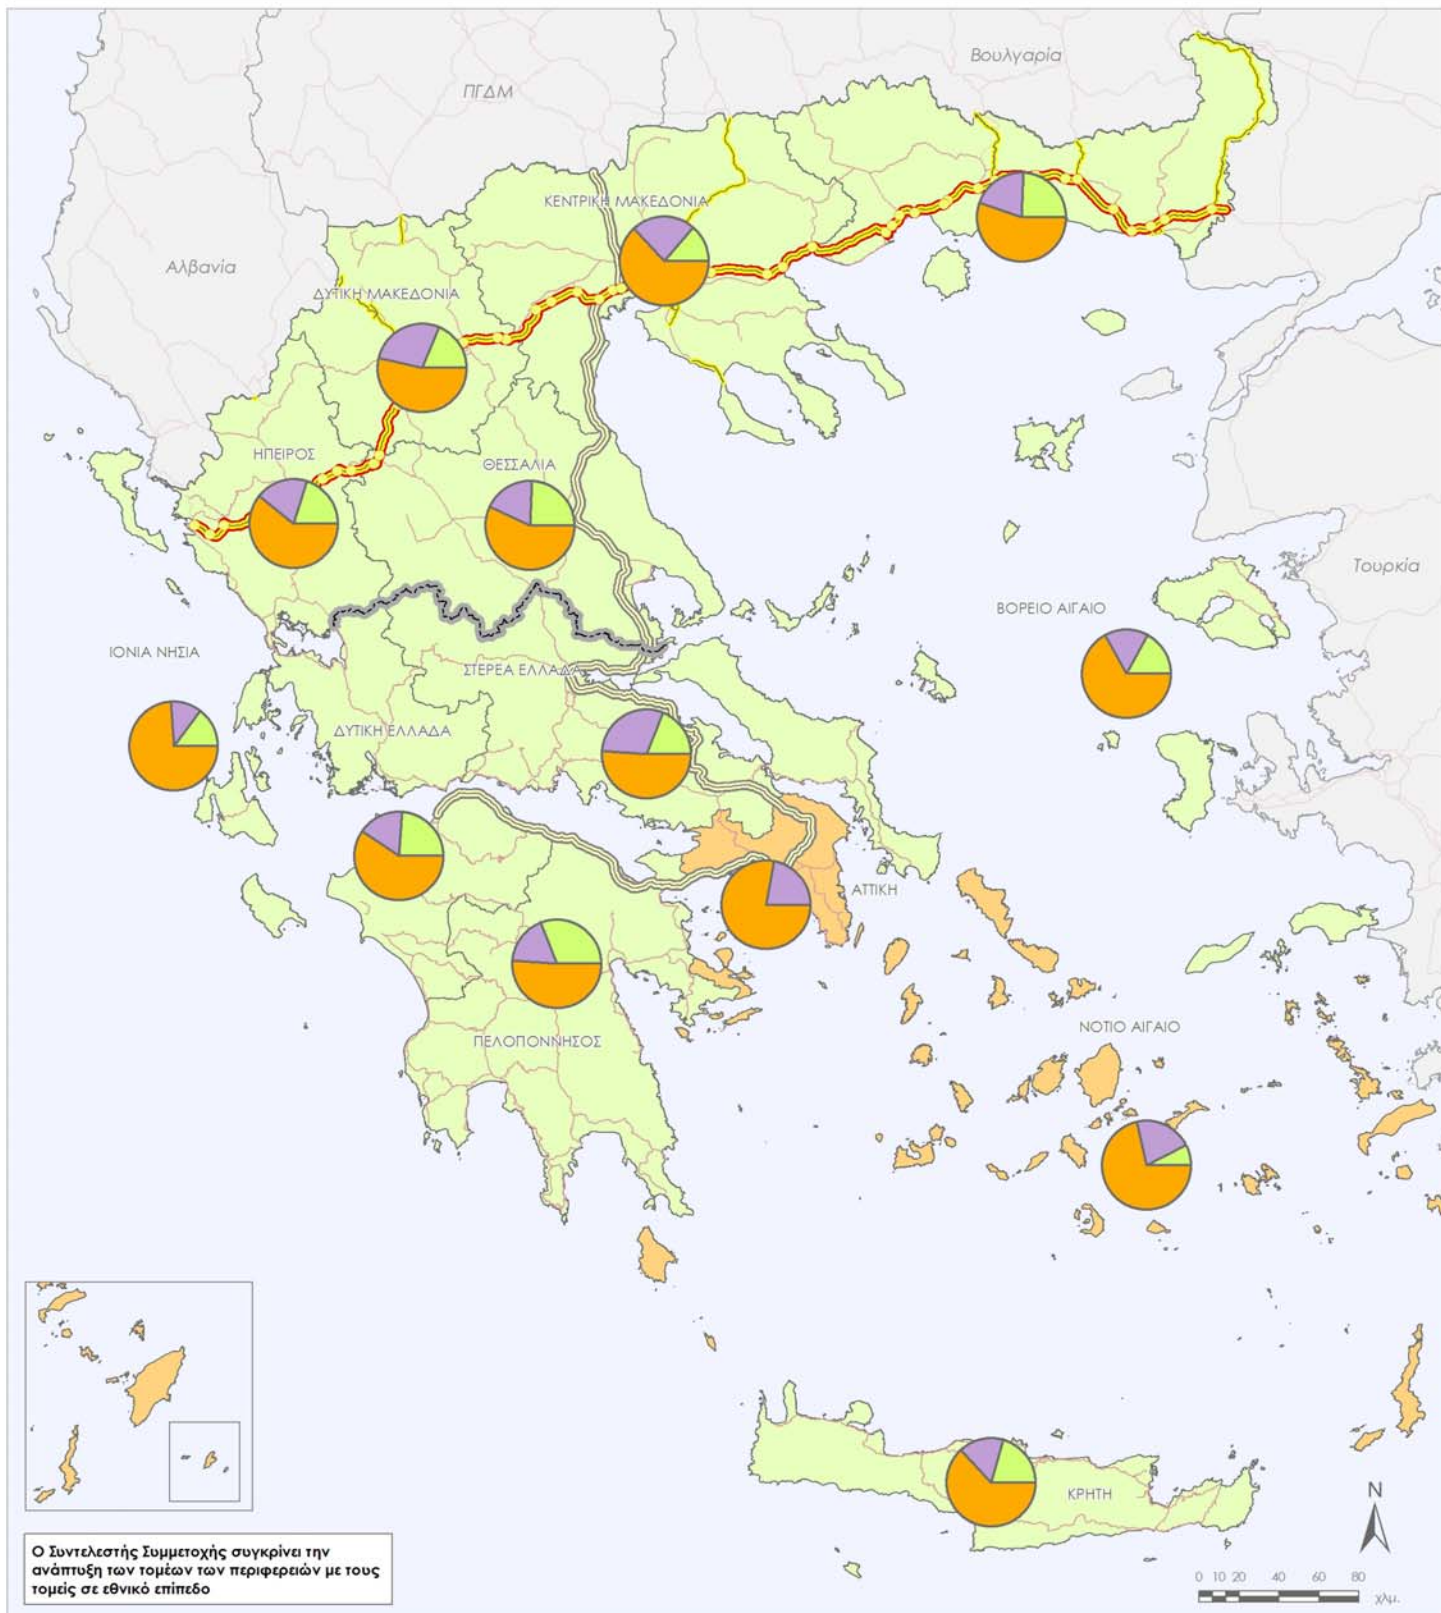 Βουλγαρία
ΠΓΔΜ
ΚΕΝΤΡΙΚΗ ΜΑΚΕΔΟΝΙΑ
Αλβανία
ΔΥΤΙΚΗ ΜΑΚΕΔΟΝΙΑ
ΗΠΕΙΡΟΣ
ΘΕΣΣΑΛΙΑ
Τουρκία
ΒΟΡΕΙΟ ΑΙΓΑΙΟ
ΙΟΝΙΑ ΝΗΣΙΑ
ΣΤΕΡΕΑ ΕΛΛΑΔΑ
ΔΥΤΙΚΗ ΕΛΛΑΔΑ
ΑΤΤΙΚΗ
ΝΟΤΙΟ ΑΙΓΑΙΟ
ΠΕΛΟΠΟΝΝΗΣΟΣ
ΚΡΗΤΗ
N
Ο Συντελεστής Συμμετοχής συγκρίνει την
ανάπτυξη των τομέων των περιφερειών με τους
τομείς σε εθνικό επίπεδο
0 10 20 40 60 80
χλμ.